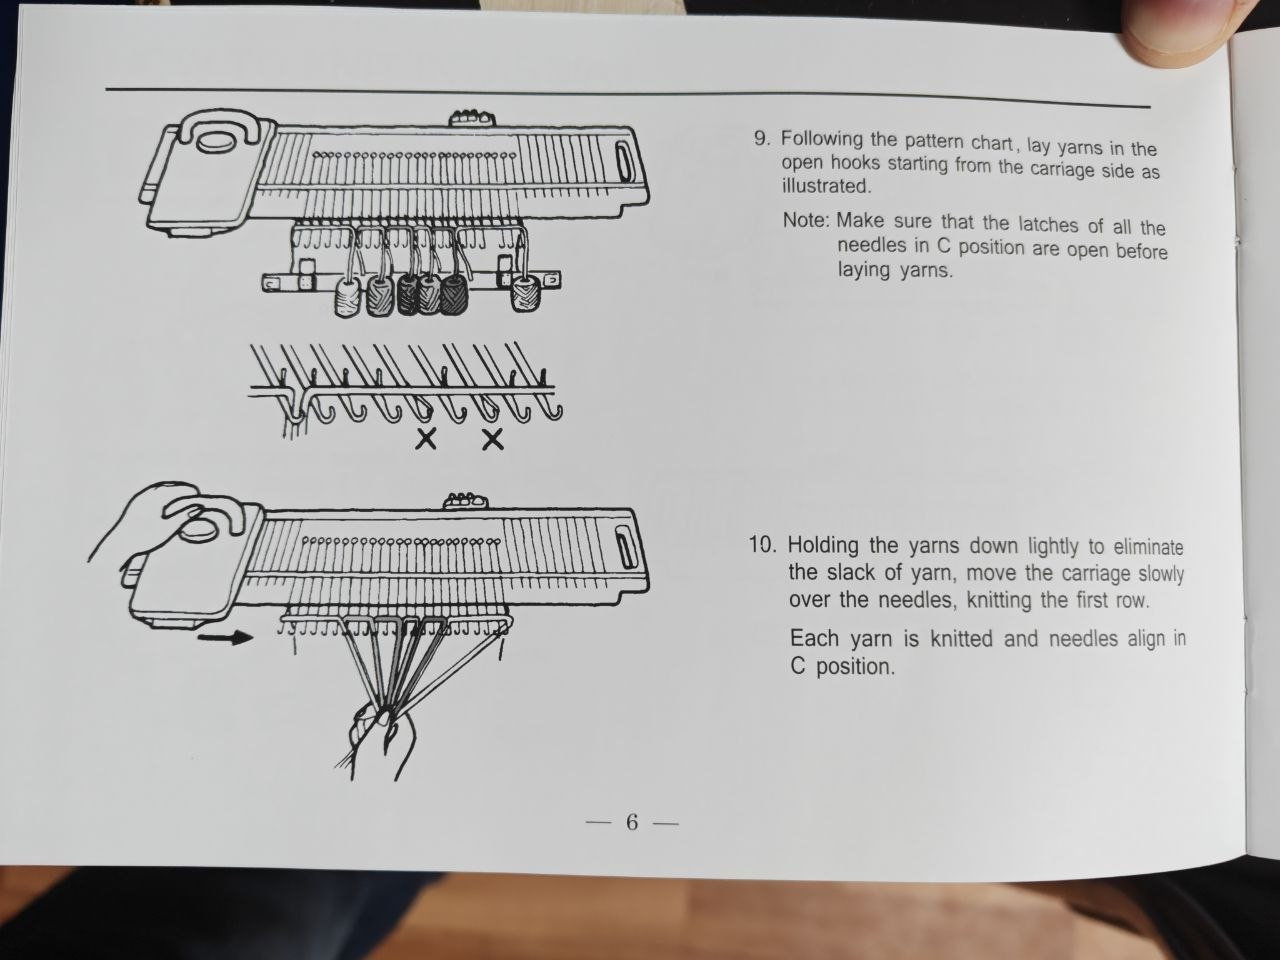 9. Following the pattern chart, lay yarns in the
open hooks starting from the carriage side as
illustrated.
Note: Make sure that the latches of all the
needles in C position are open before
laying yarns.
10. Holding the yarns down lightly to eliminate
the slack of yarn, move the carriage slowly
over the needles, knitting the first row.
Each yarn is knitted and needles align in
C position.
— 6 —